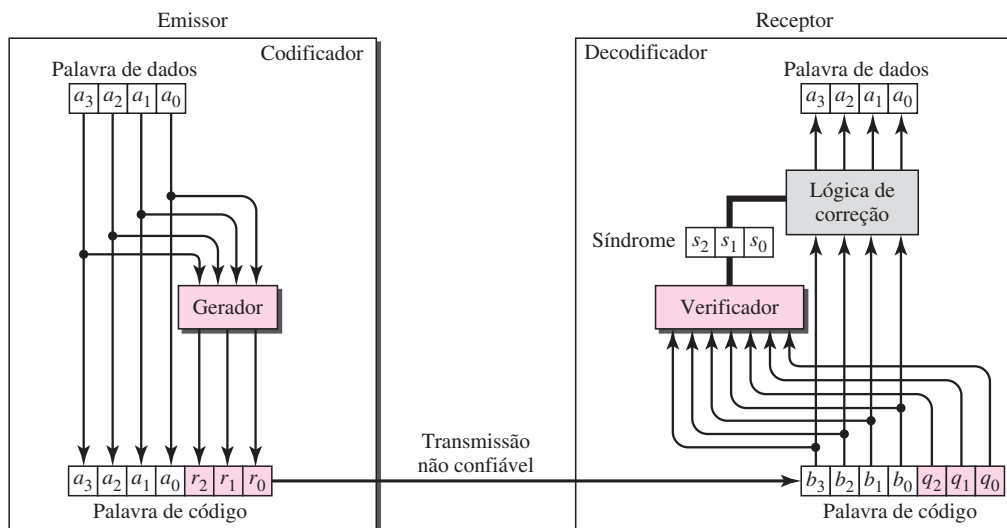 Emissor
Codificador
Palavra de dados
a3 a2 a1 a0
Gerador
a3 a2 a1 a0 r2 r1 r0
Palavra de código
Transmissão
não confiável
Receptor
Decodificador
Palavra de dados
a3 a2 a1 a0
Lógica de
correção
Síndrome s2 s1 s0
Verificador
b3 b2 b1 b0 q2 q1 q0
Palavra de código